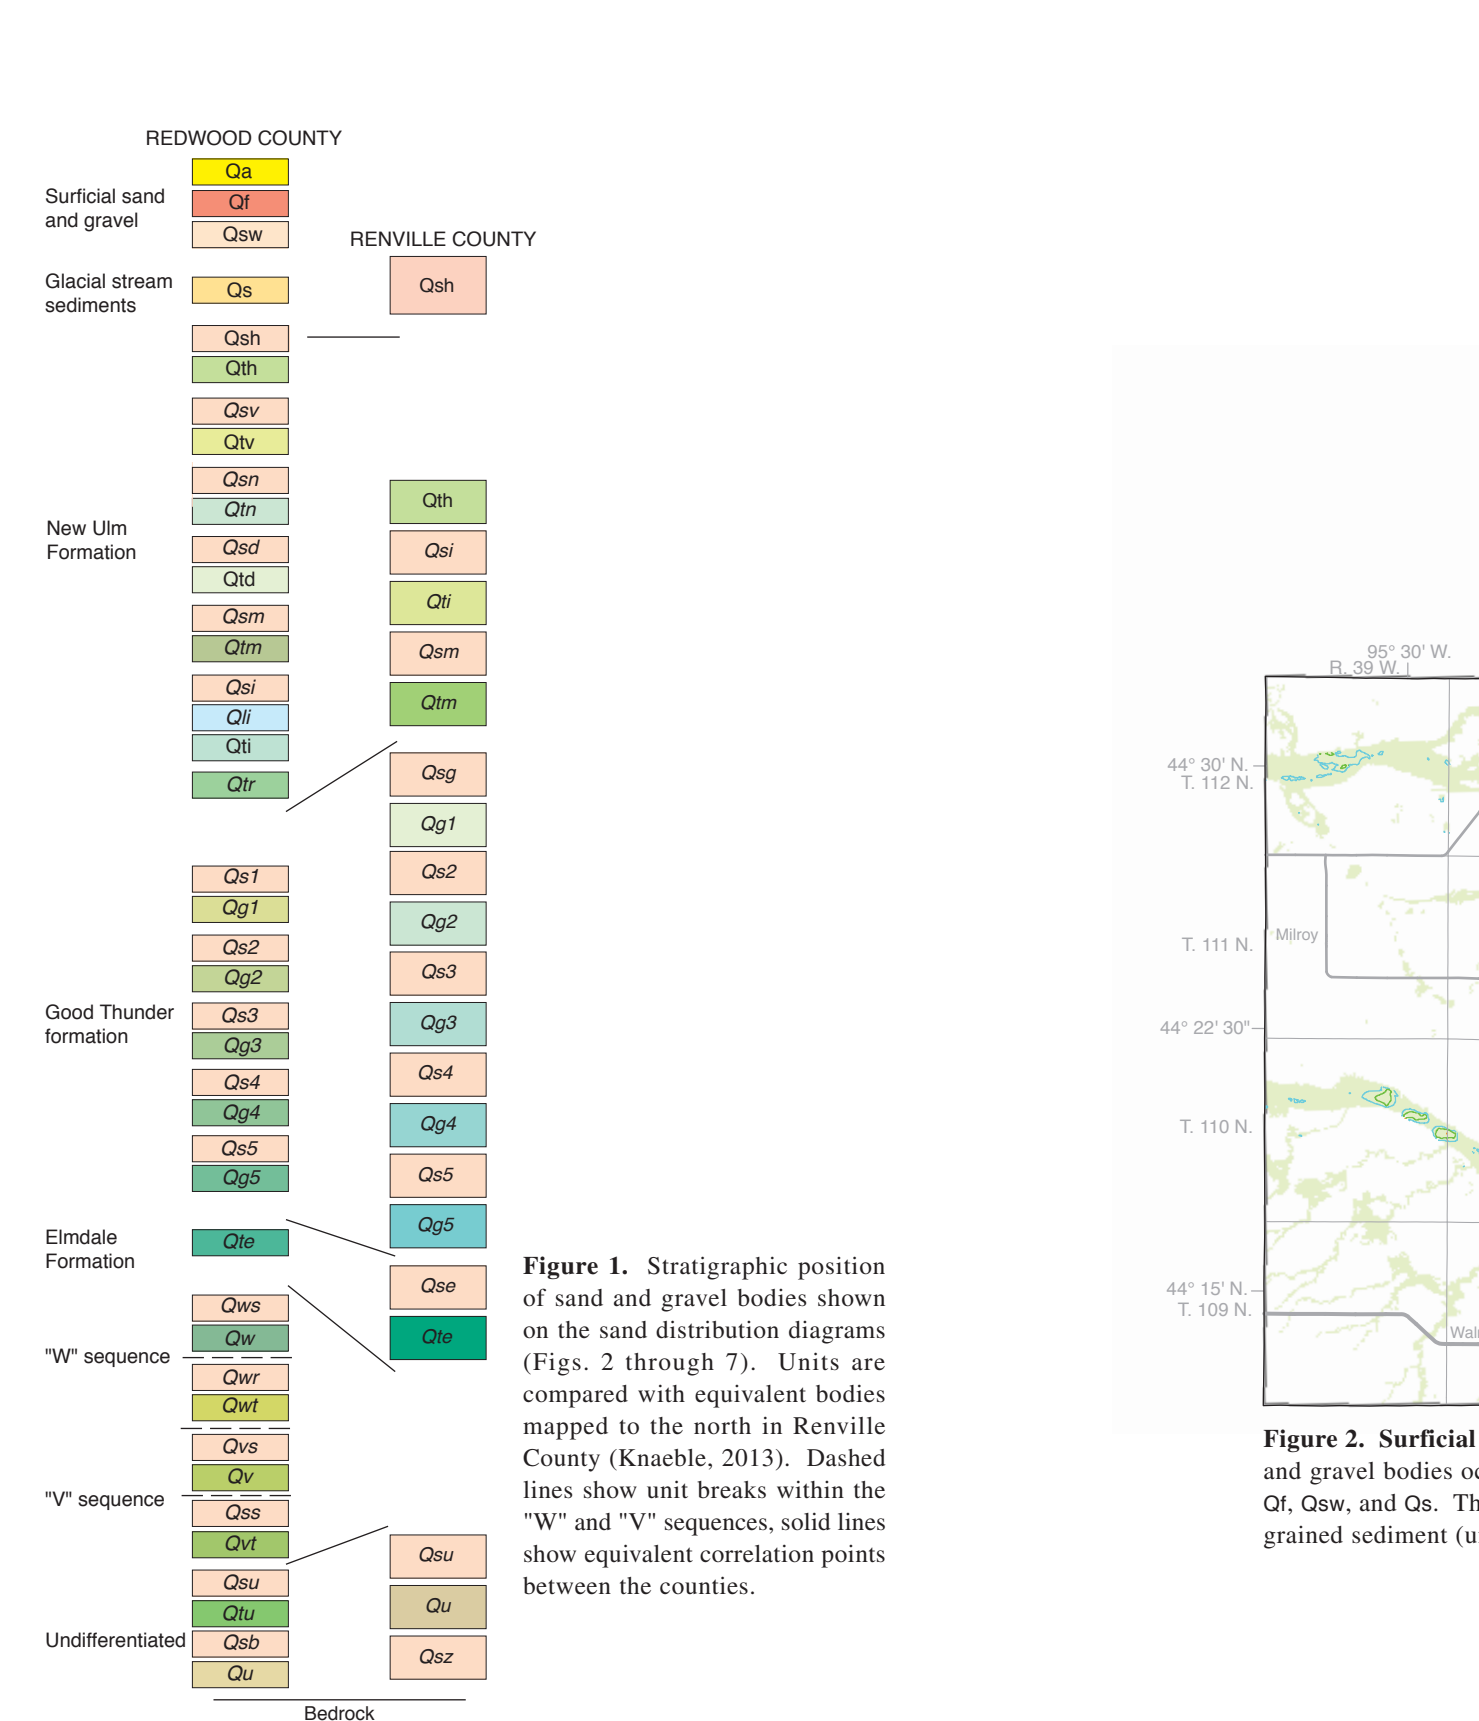 REDWOOD COUNTY
Qa
Surficial sand
and gravel
Qf
Qsw
Glacial stream
sediments
Qs
Qsh
Qth
Qsv
Qtv
Qsn
Qtn
New Ulm
Formation
Qsd
Qtd
Qsm
Qtm
Qsi
Qli
Qti
Qtr
Qs1
Qg1
Qs2
Qg2
Good Thunder
formation
Qs3
Qg3
Qs4
Qg4
Qs5
Qg5
Elmdale
Formation
Qte
Qws
Qw
"W" sequence
Qwr
Qwt
Qvs
Qv
"V" sequence
Qss
Qvt
Qsu
Qtu
Undifferentiated
Qsb
Qu
Bedrock
RENVILLE COUNTY
Qsh
Qth
Qsi
Qti
Qsm
Qtm
Qsg
Qg1
Qs2
Qg2
Qs3
Qg3
Qs4
Qg4
Qs5
Qg5
Qse
Qte
Qsu
Qu
Qsz
Figure 1. Stratigraphic position
of sand and gravel bodies shown
on the sand distribution diagrams
(Figs. 2 through 7). Units are
compared with equivalent bodies
mapped to the north in Renville
County (Knaeble, 2013). Dashed
lines show unit breaks within the
"W" and "V" sequences, solid lines
show equivalent correlation points
between the counties.
95° 30' W.
R. 39 W.
44° 30' N.
T. 112 N.
Milroy
T. 111 N.
44° 22' 30"
T. 110 N.
44° 15' N.
T. 109 N.
Figure 2. Surficial
and gravel bodies
Qf, Qsw, and Qs.
grained sediment